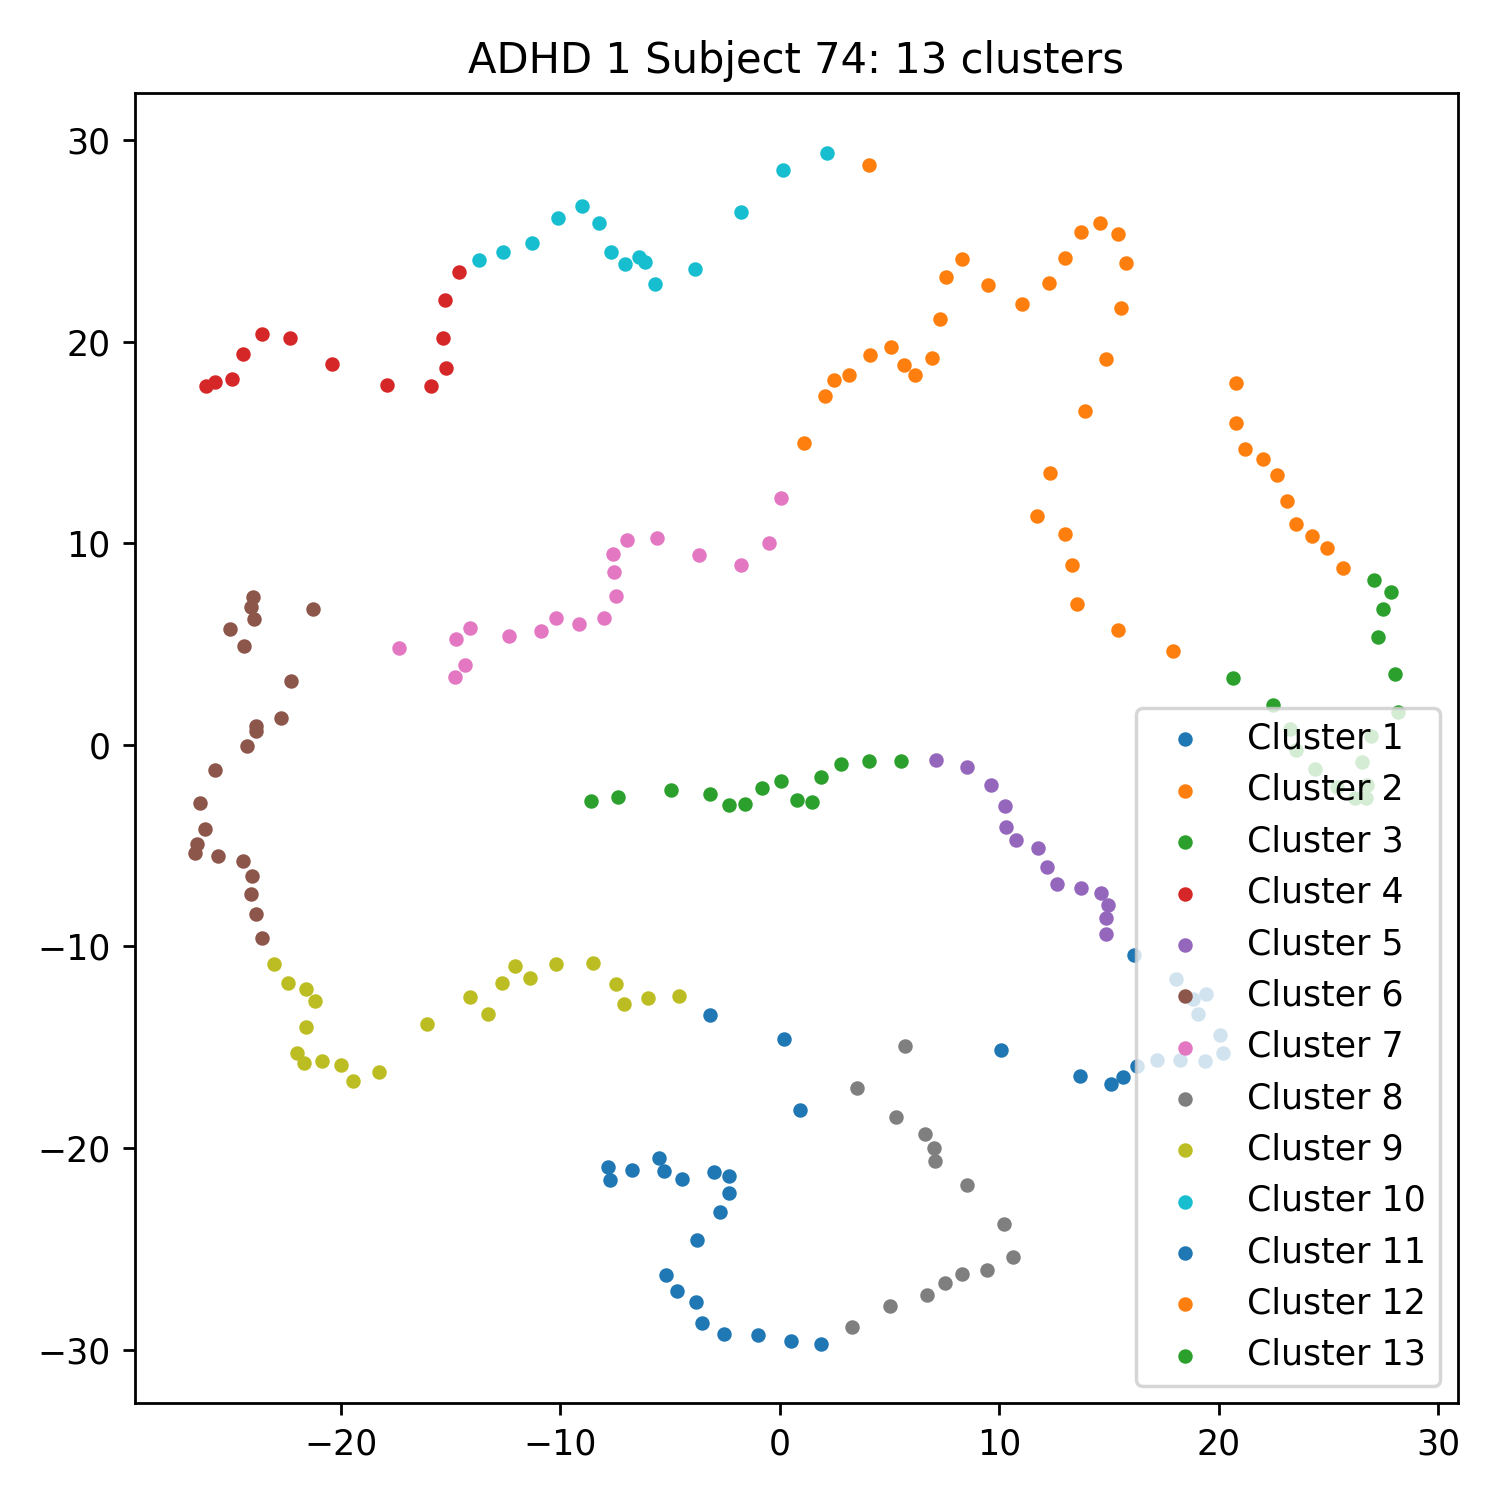 ADHD 1 Subject 74: 13 clusters
30
20
10
0
−10
−20
−30
−20
−10
0
10
20
30
Cluster 1
Cluster 2
Cluster 3
Cluster 4
Cluster 5
Cluster 6
Cluster 7
Cluster 8
Cluster 9
Cluster 10
Cluster 11
Cluster 12
Cluster 13